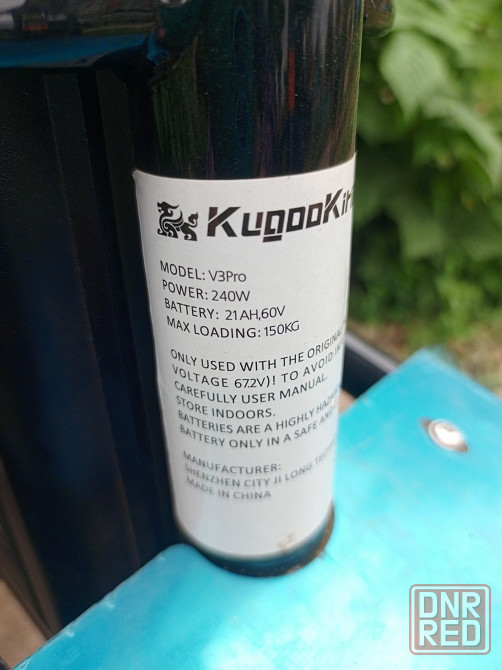 KugooKir
MODEL: V3Pro
POWER: 240W
BATTERY: 21AH,60V
MAX LOADING: 150KG
ONLY USED WITH THE ORIGINAL
VOLTAGE 67.2V)! TO AVOID
CAREFULLY USER MANUAL.
STORE INDOORS.
BATTERIES ARE A HIGHLY
BATTERY ONLY IN A SAFE
MANUFACTURER:
SHENZHEN CITY JI LONG
MADE IN CHINA
DNR
RED